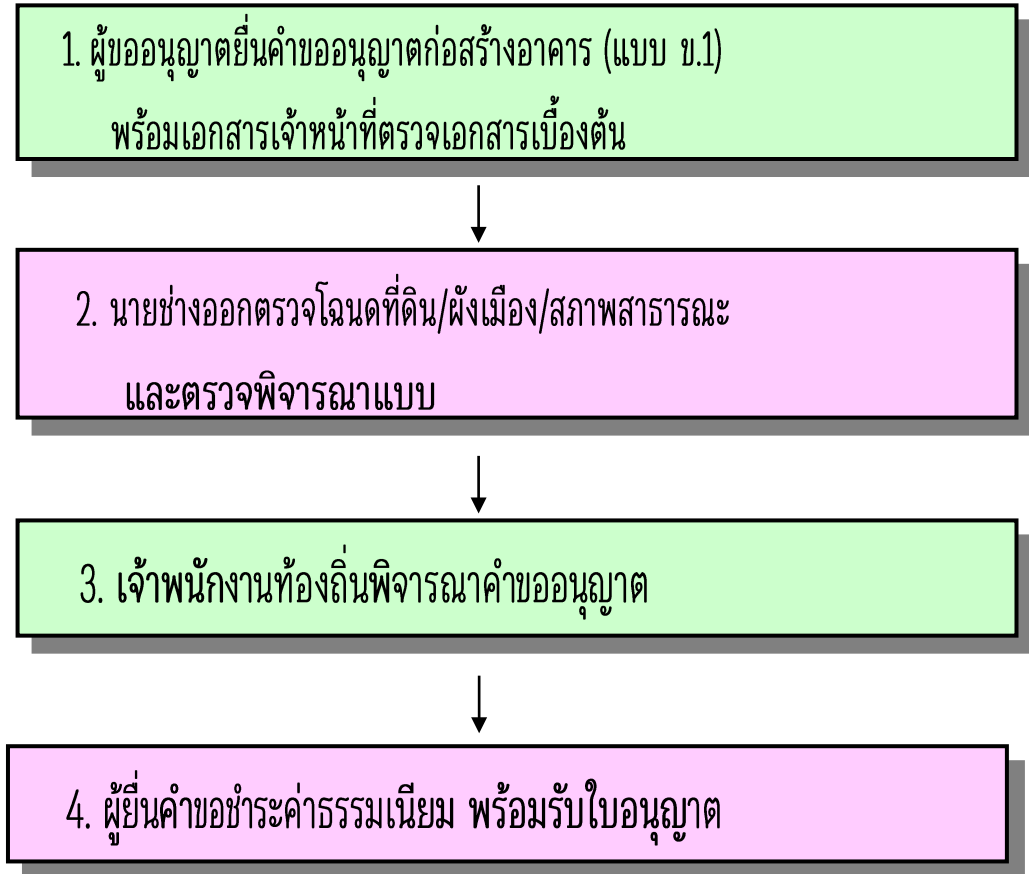 1. ผู้ขออนุญาตยื่นคำขออนุญาตก่อสร้างอาคาร (แบบ ข.1)
พร้อมเอกสารเจ้าหน้าที่ตรวจเอกสารเบื้องต้น
2. นายช่างออกตรวจโฉนดที่ดิน/ผังเมือง/สภาพสาธารณะ
และตรวจพิจารณาแบบ
3. เจ้าพนักงานท้องถิ่นพิจารณาคำขออนุญาต
4. ผู้ยื่นคำขอชำระค่าธรรมเนียม พร้อมรับใบอนุญาต